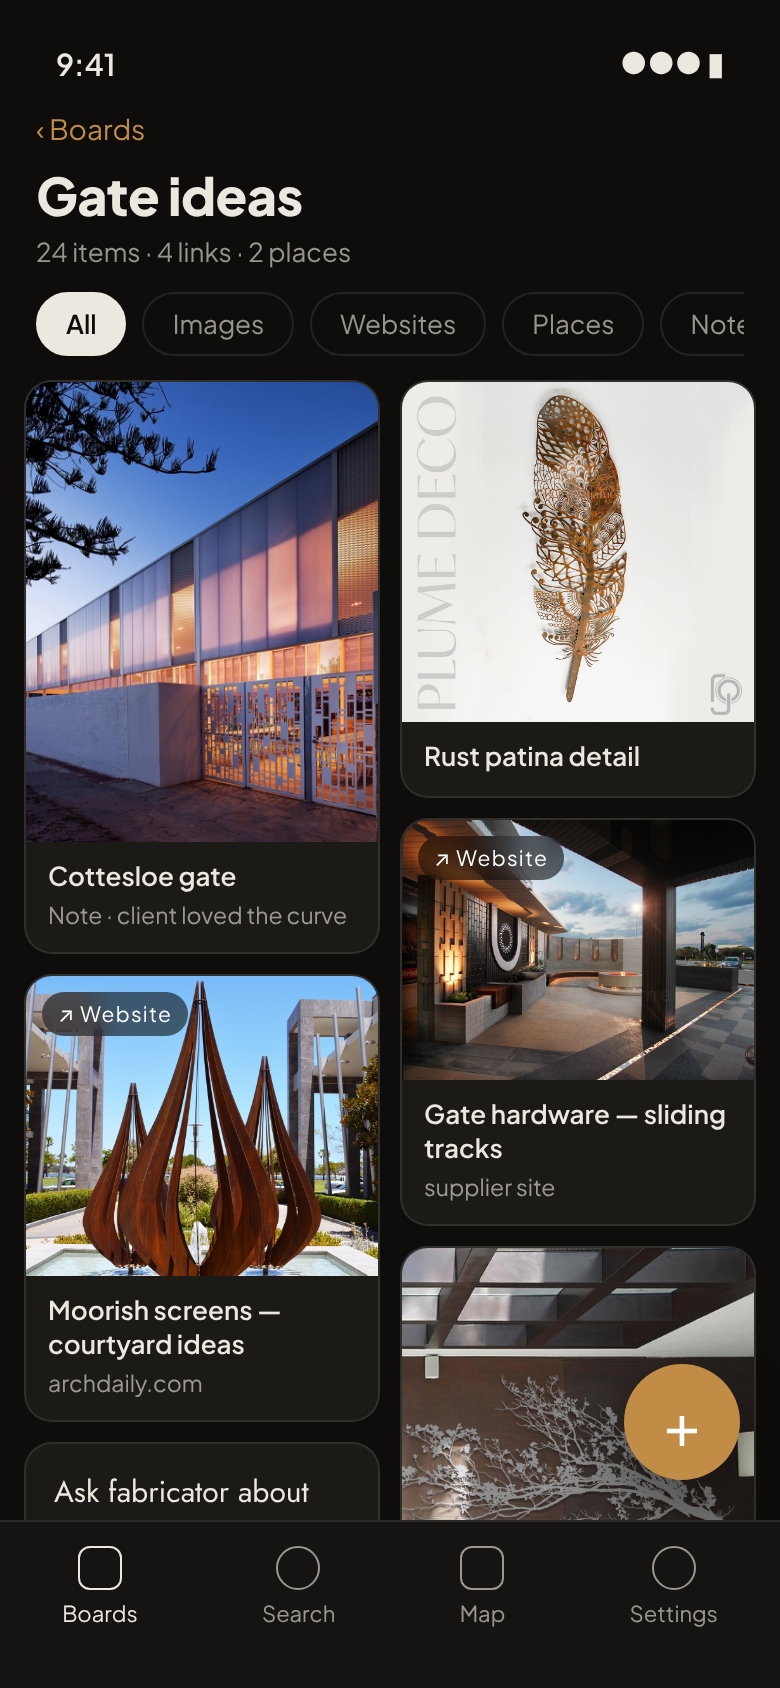 9:41
‹ Boards
Gate ideas
24 items · 4 links · 2 places
All
Images
Websites
Places
Note
PLUME DECO
Rust patina detail
Cottesloe gate
Note · client loved the curve
↗ Website
Gate hardware — sliding
tracks
supplier site
↗ Website
Moorish screens —
courtyard ideas
archdaily.com
Ask fabricator about
+
Boards
Search
Map
Settings